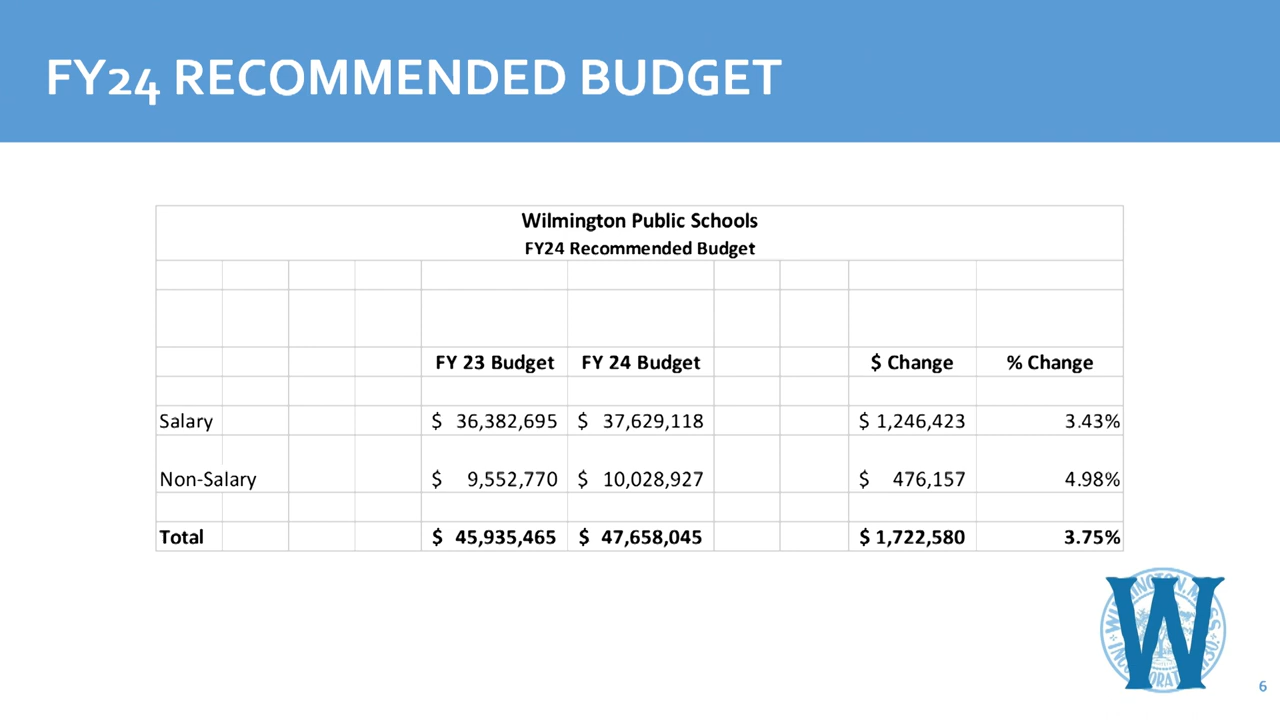 FY24 RECOMMENDED BUDGET
Wilmington Public Schools
FY24 Recommended Budget
FY 23 Budget FY 24 Budget $ Change % Change
Salary $ 36,382,695 $ 37,629,118 $ 1,246,423 3.43%
Non-Salary $ 9,552,770 $ 10,028,927 $ 476,157 4.98%
Total $ 45,935,465 $ 47,658,045 $ 1,722,580 3.75%
W
6